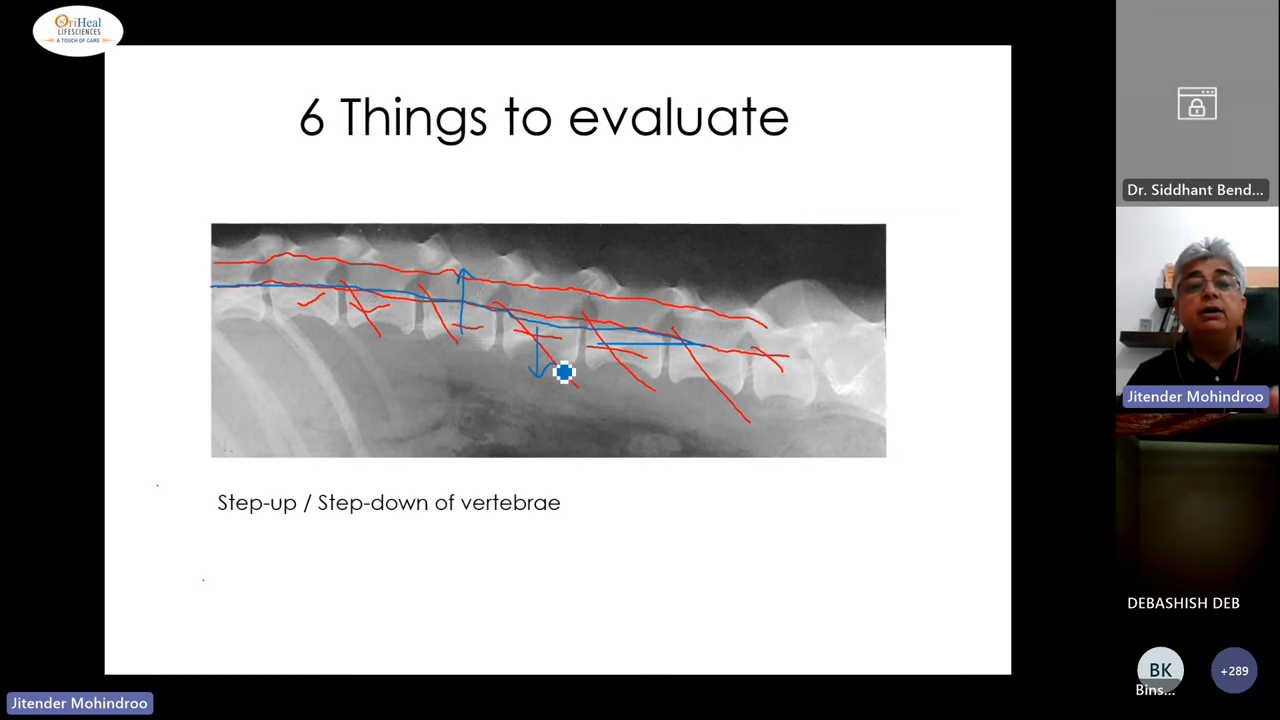 OriHeal
LIFESCIENCES
A TOUCH OF CARE
6 Things to evaluate
Step-up / Step-down of vertebrae
Dr. Siddhant Bend...
Jitender Mohindroo
DEBASHISH DEB
BK
+289
Bins...
Jitender Mohindroo